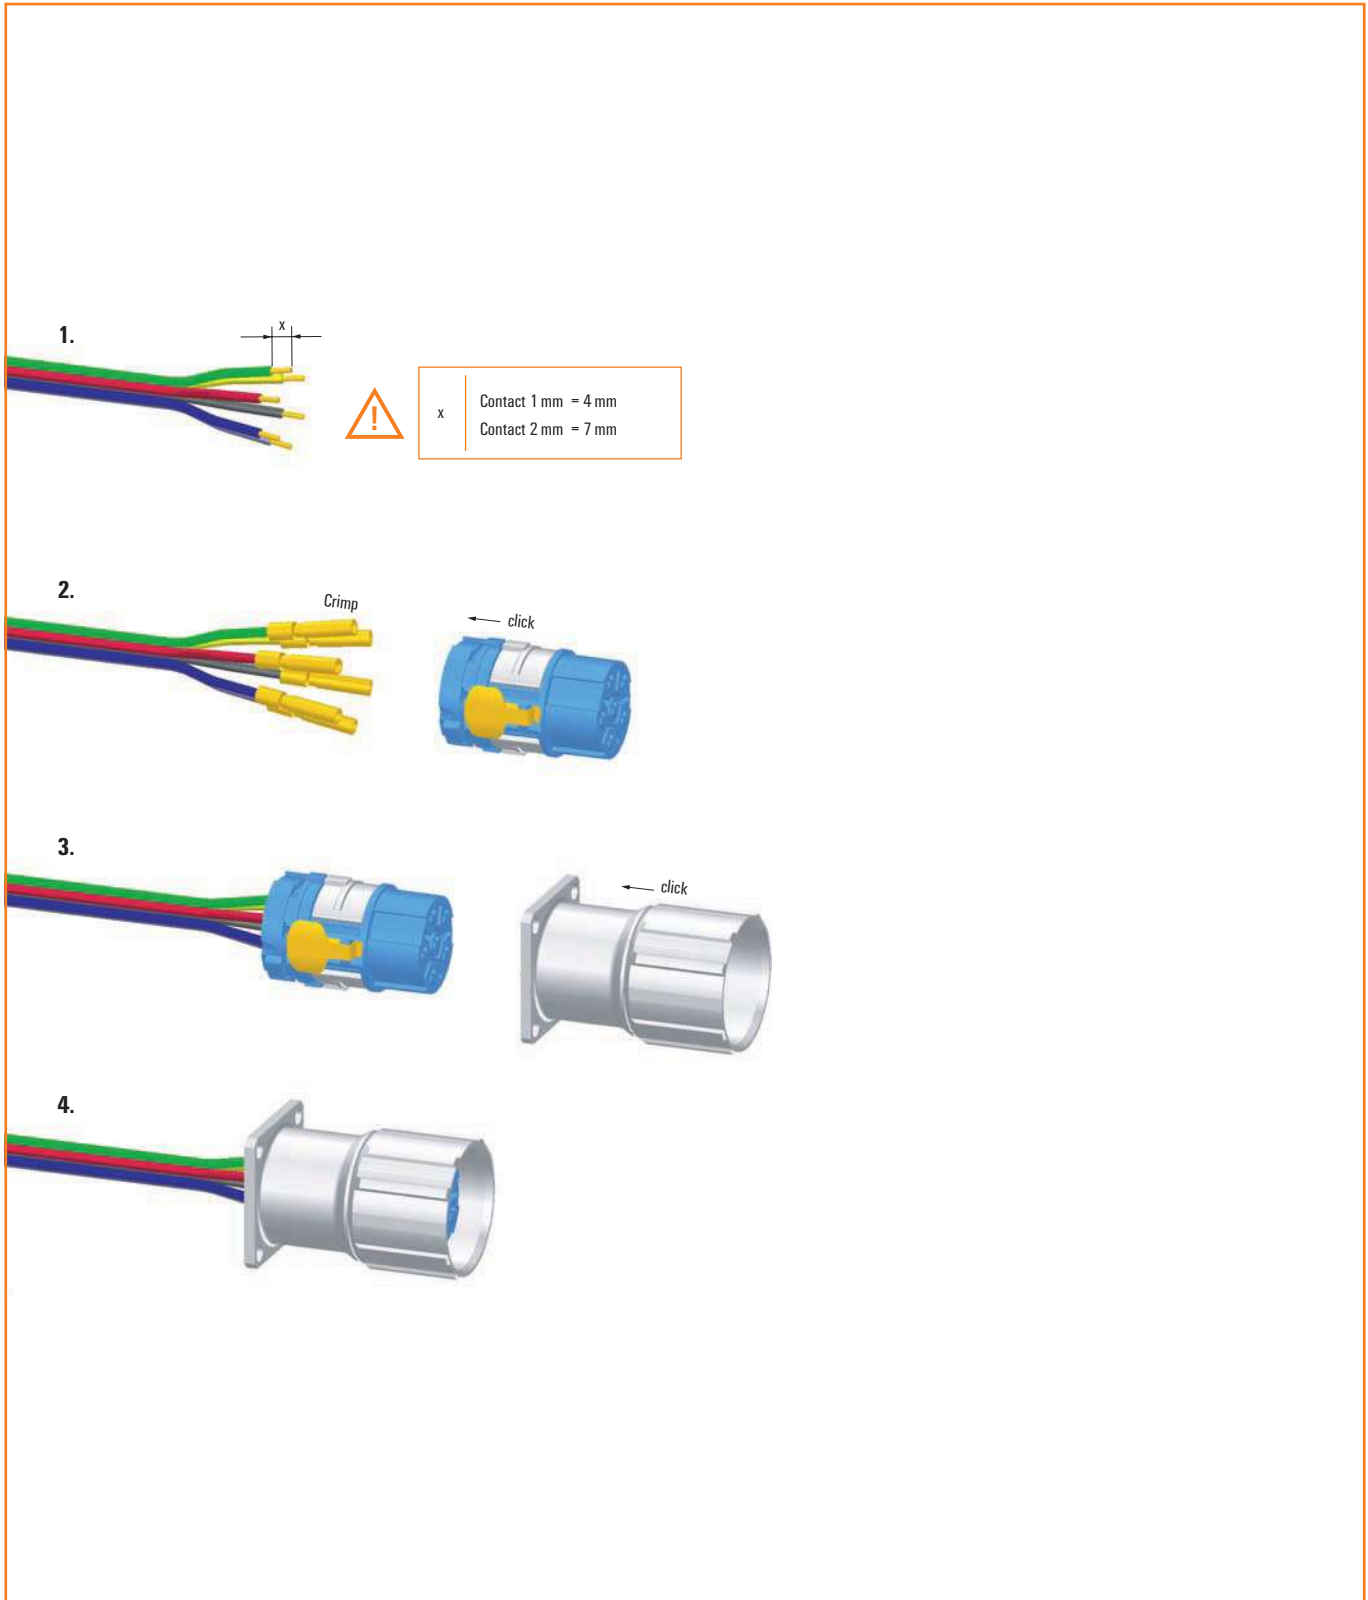 1.
x
x
Contact 1 mm = 4 mm
Contact 2 mm = 7 mm
2.
Crimp
click
3.
click
4.